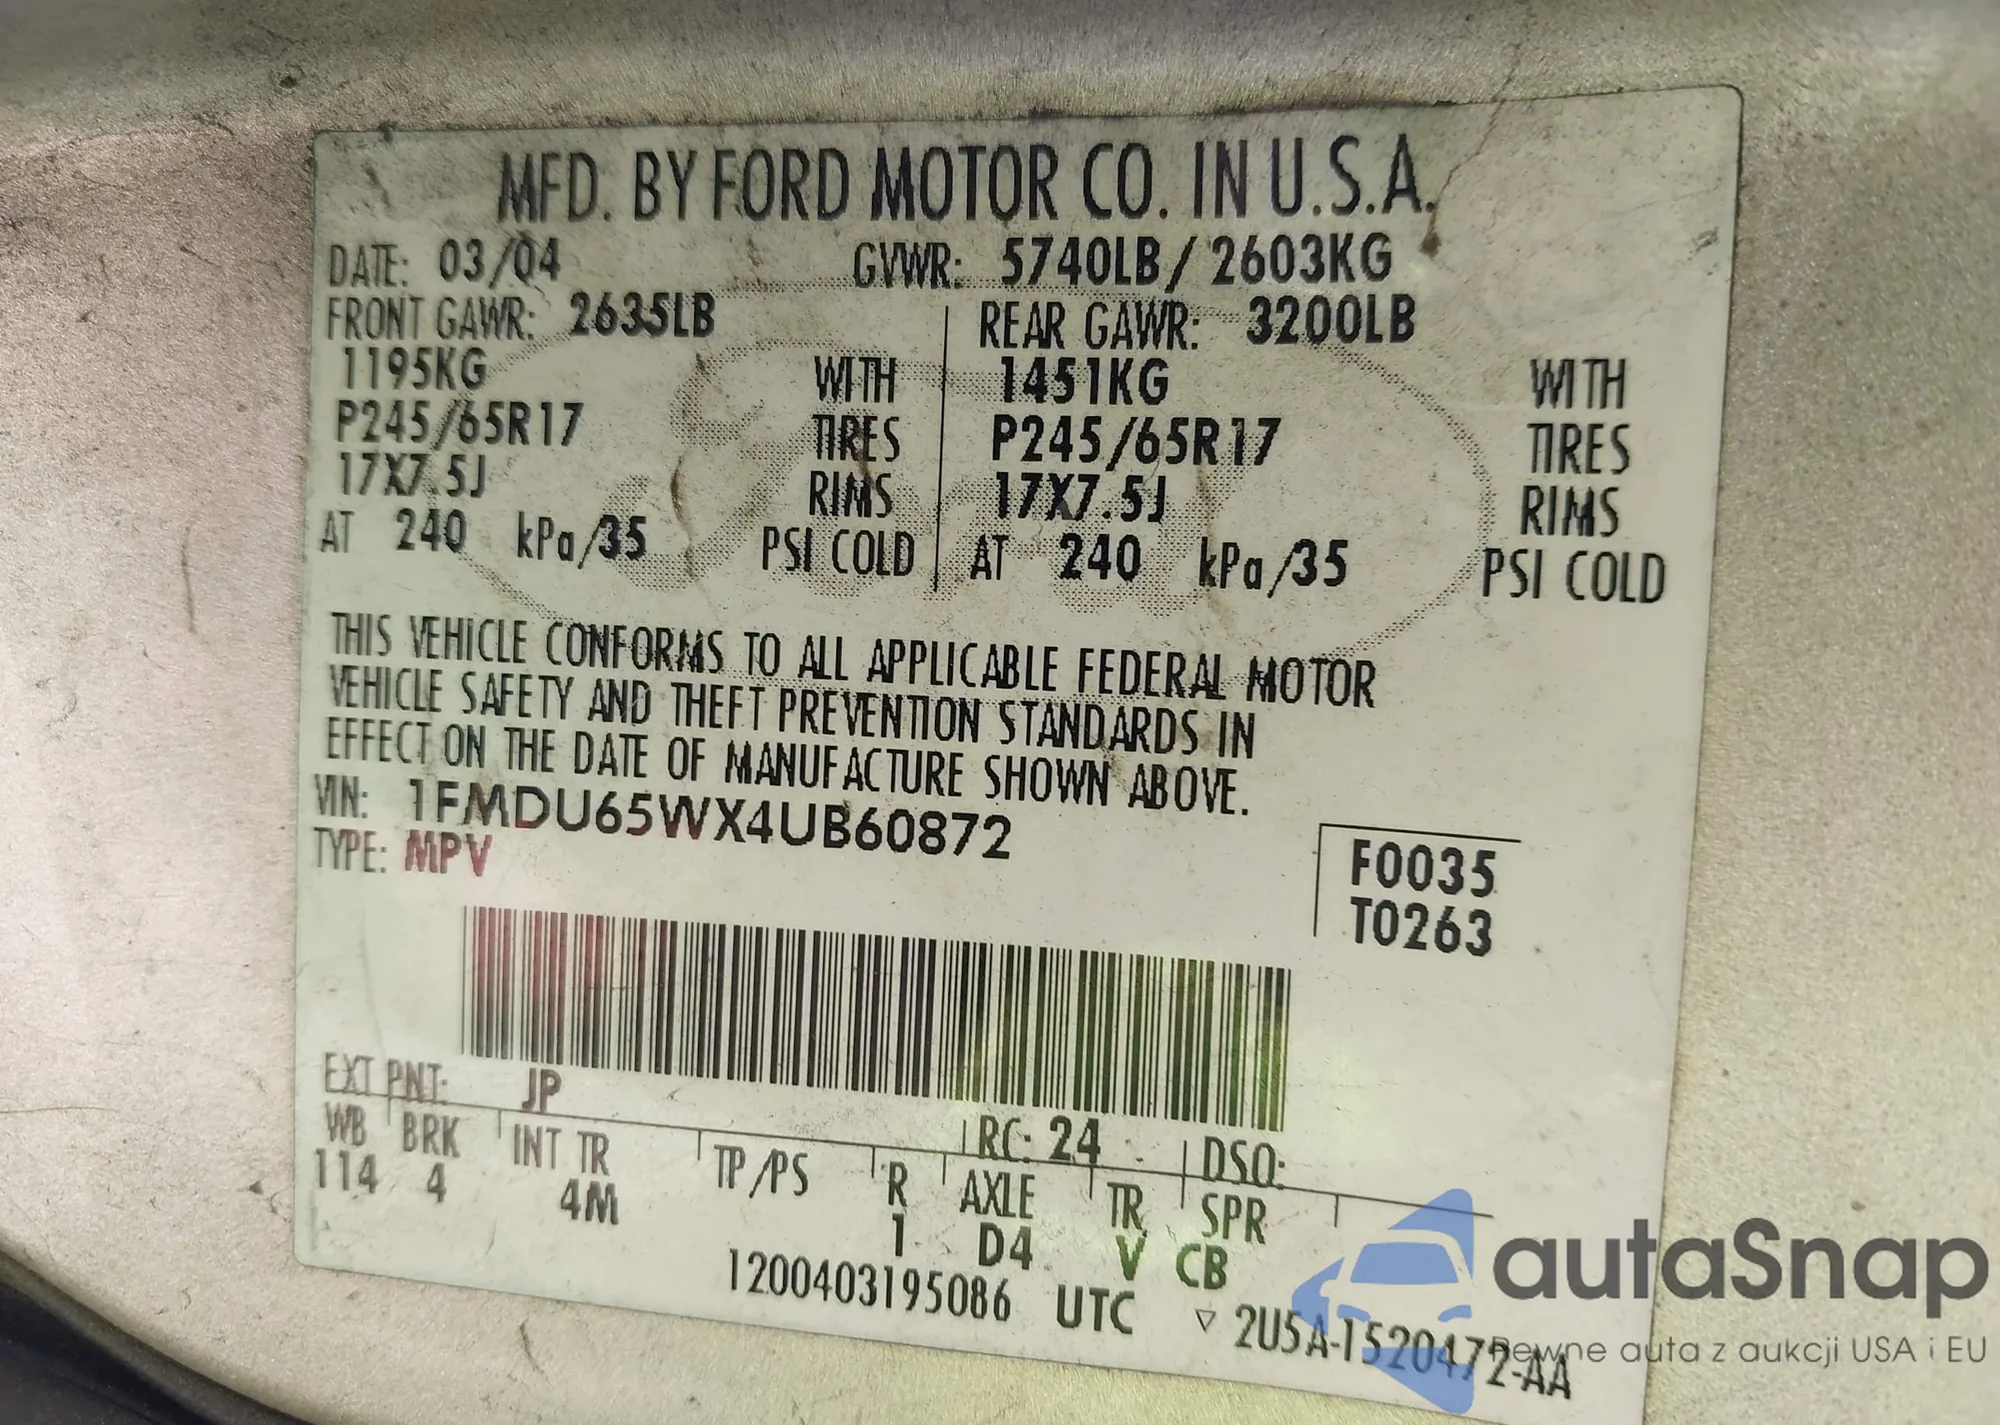 MFD. BY FORD MOTOR CO. IN U.S.A.
DATE: 03/04 GVWR: 5740LB / 2603KG
FRONT GAWR: 2635LB REAR GAWR: 3200LB
1195KG WITH 1451KG WITH
P245/65R17 TIRES P245/65R17 TIRES
17X7.5J RIMS 17X7.5J RIMS
AT 240 kPa/35 PSI COLD AT 240 kPa/35 PSI COLD
THIS VEHICLE CONFORMS TO ALL APPLICABLE FEDERAL MOTOR
VEHICLE SAFETY AND THEFT PREVENTION STANDARDS IN
EFFECT ON THE DATE OF MANUFACTURE SHOWN ABOVE.
VIN: 1FMDU65WX4UB60872
TYPE: MPV
F0035
T0263
EXT PNT: JP RC: 24 DSO:
WB BRK INT TR TP/PS R AXLE TR SPR
114 4 4M 1 D4 V CB
1200403195086 UTC ▽ 2U5A-1520472-AA
autaSnap
Pewne auta z aukcji USA i EU